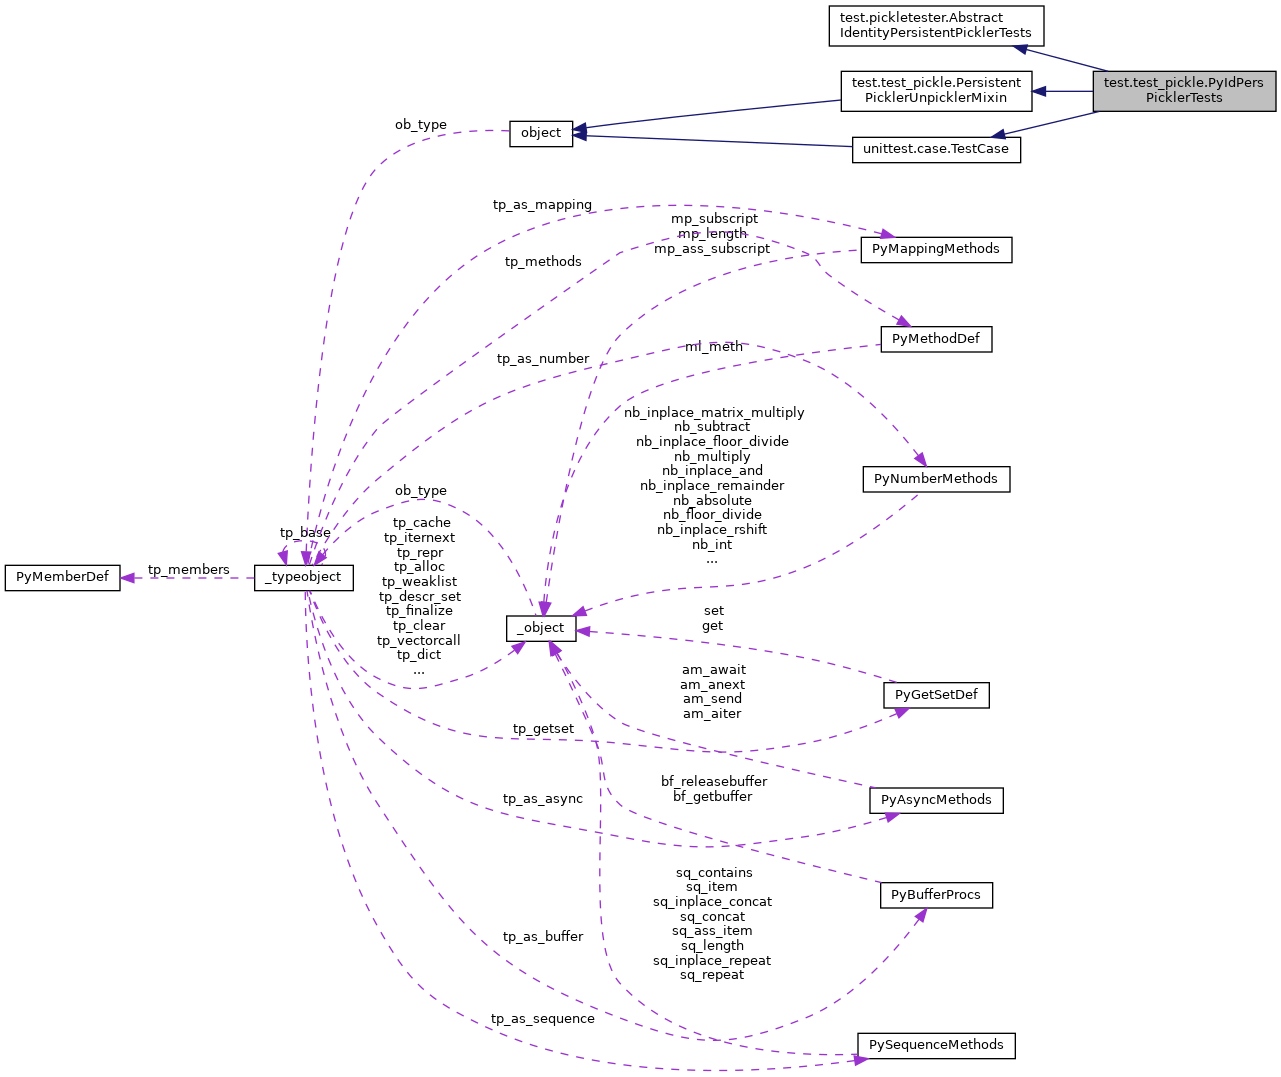 test.pickletester.Abstract
IdentityPersistentPicklerTests
test.test_pickle.Persistent
PicklerUnpicklerMixin
test.test_pickle.PyIdPers
PicklerTests
ob_type
object
unittest.case.TestCase
tp_as_mapping
mp_subscript
mp_length
mp_ass_subscript
PyMappingMethods
tp_methods
PyMethodDef
ml_meth
tp_as_number
nb_inplace_matrix_multiply
nb_subtract
nb_inplace_floor_divide
nb_multiply
nb_inplace_and
nb_inplace_remainder
nb_absolute
nb_floor_divide
nb_inplace_rshift
nb_int
...
PyNumberMethods
ob_type
tp_cache
tp_iternext
tp_repr
tp_alloc
tp_weaklist
tp_descr_set
tp_finalize
tp_clear
tp_vectorcall
tp_dict
...
tp_base
PyMemberDef
tp_members
_typeobject
_object
set
get
am_await
am_anext
am_send
am_aiter
PyGetSetDef
tp_getset
bf_releasebuffer
bf_getbuffer
tp_as_async
PyAsyncMethods
sq_contains
sq_item
sq_inplace_concat
sq_concat
sq_ass_item
sq_length
sq_inplace_repeat
sq_repeat
PyBufferProcs
tp_as_buffer
tp_as_sequence
PySequenceMethods